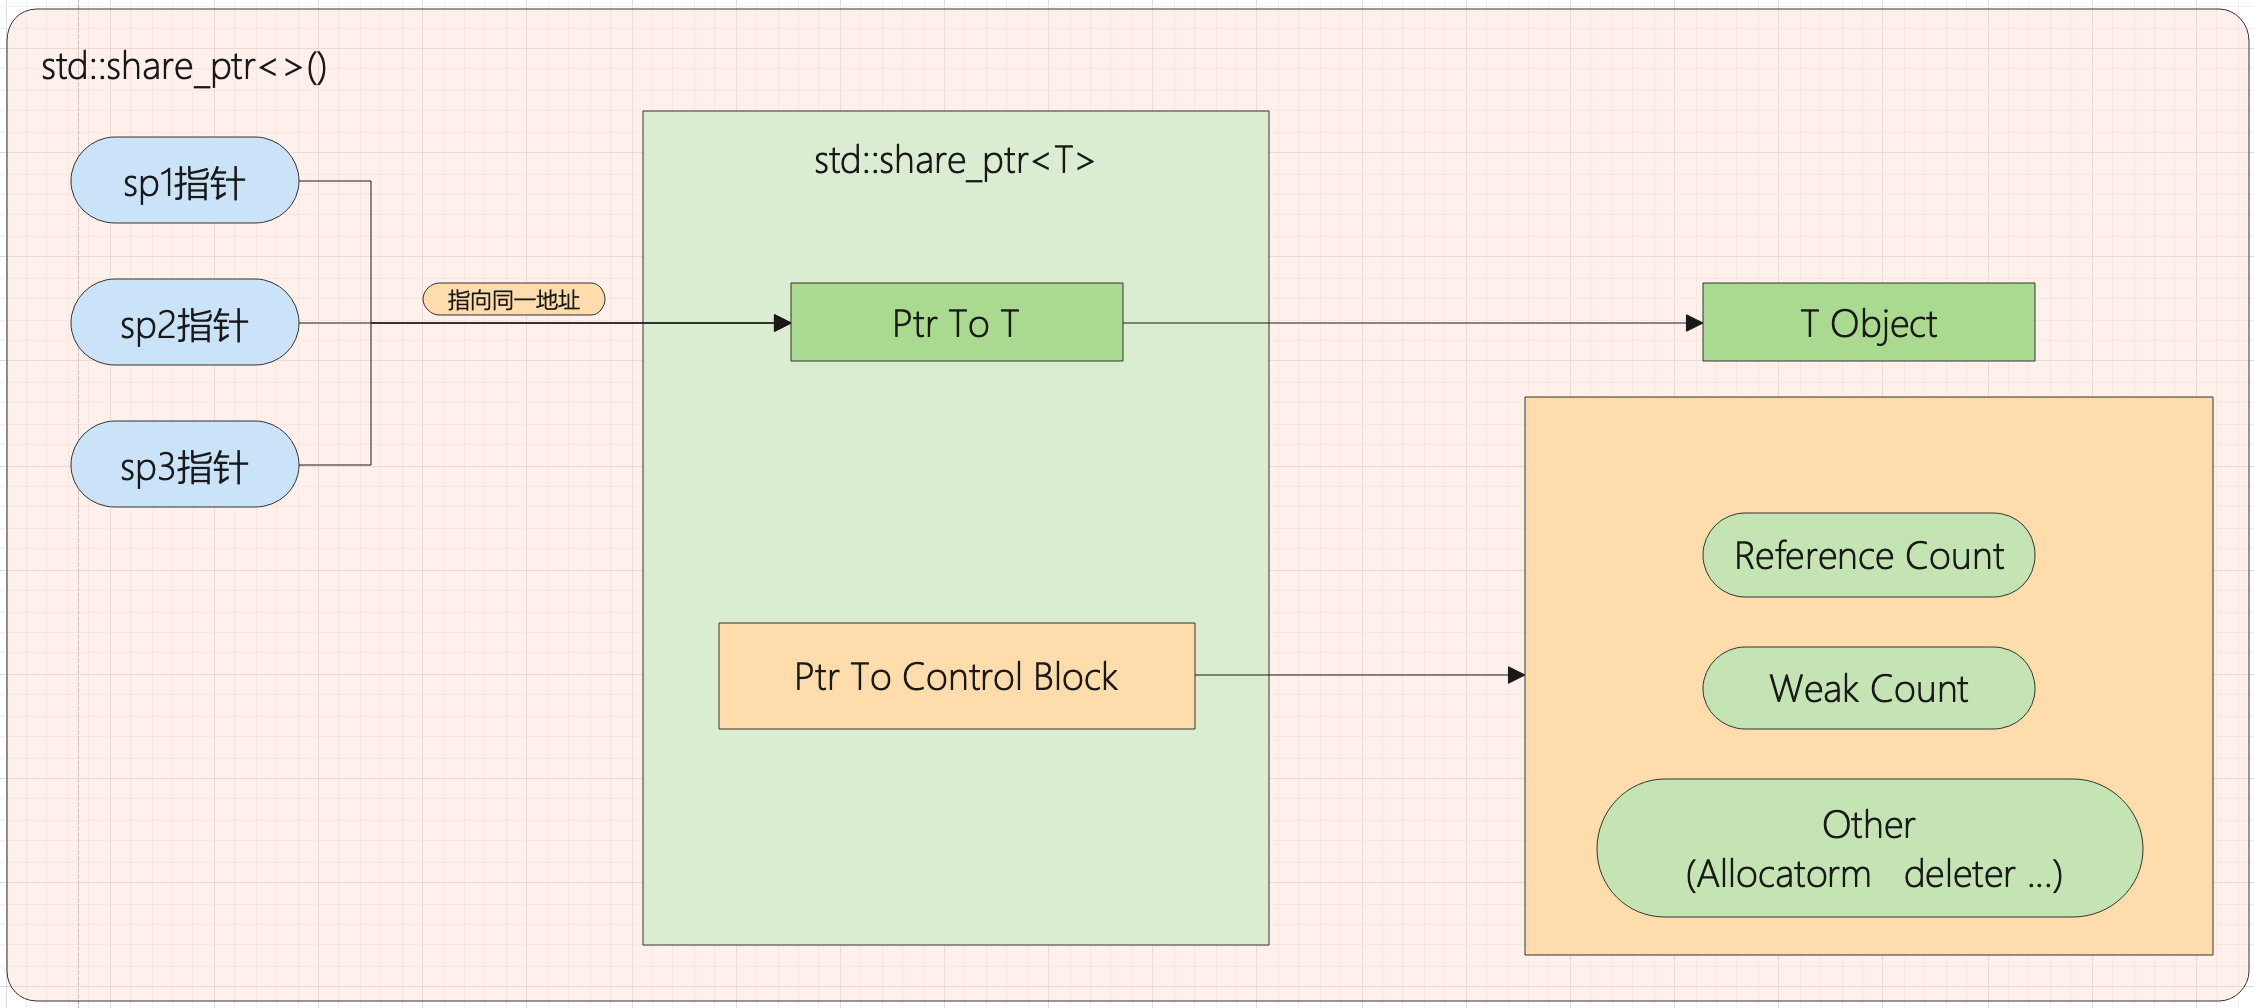 std::share_ptr<>()
sp1指针
sp2指针
sp3指针
指向同一地址
std::share_ptr<T>
Ptr To T
Ptr To Control Block
T Object
Reference Count
Weak Count
Other
(Allocatorm   deleter ...)